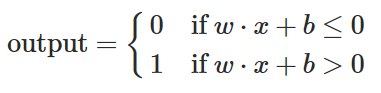 output = { 0 if w · x + b ≤ 0
1 if w · x + b > 0